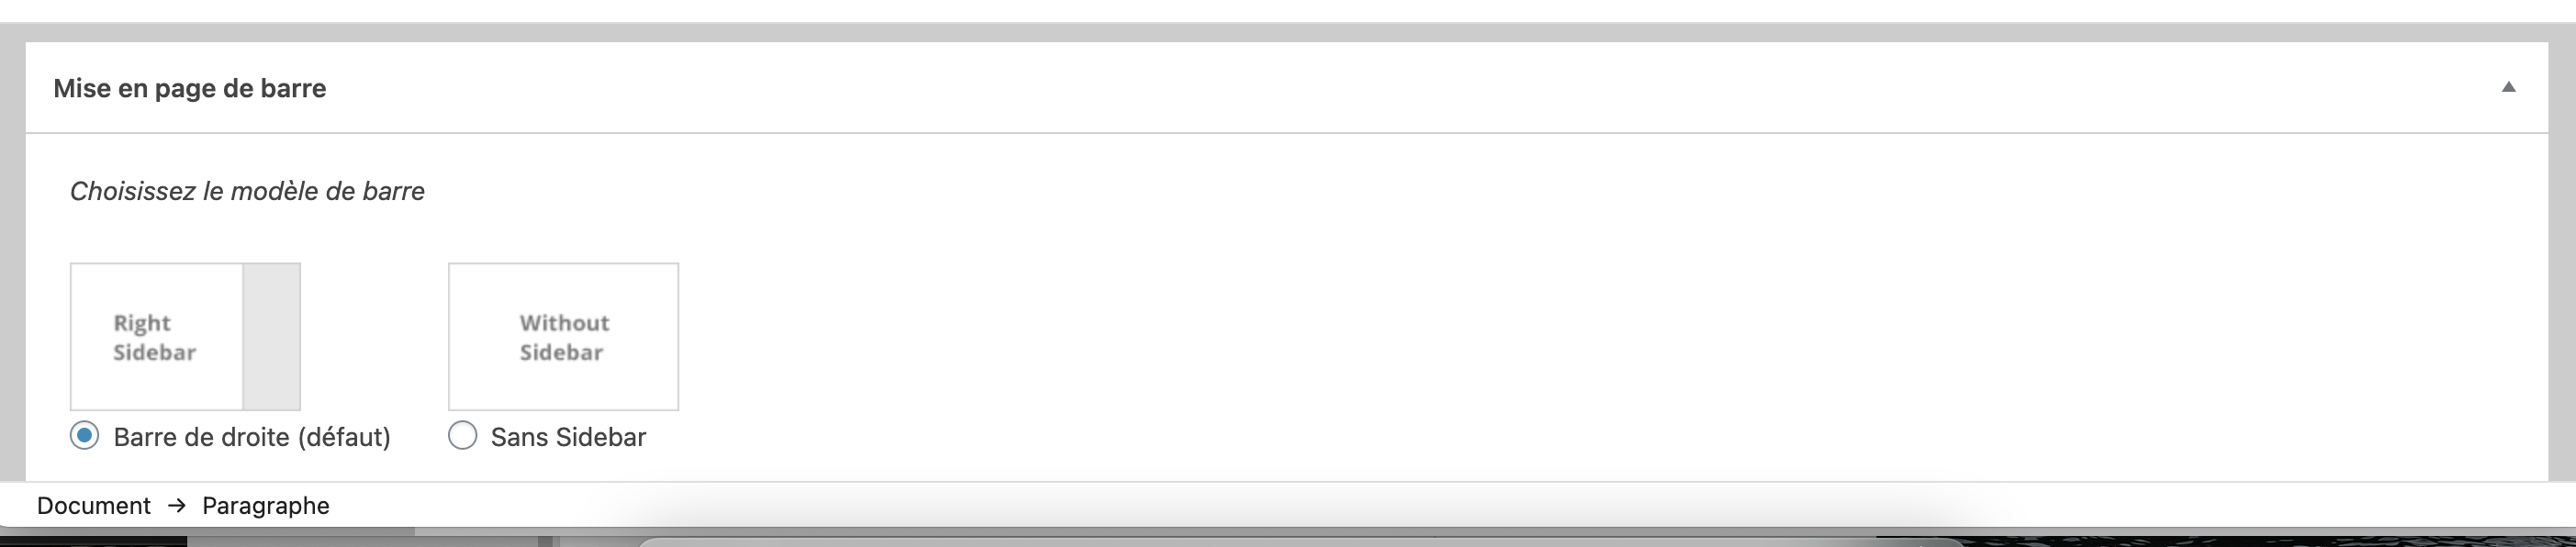 Mise en page de barre
Choisissez le modèle de barre
Right
Sidebar
Without
Sidebar
Barre de droite (défaut)
Sans Sidebar
Document → Paragraphe